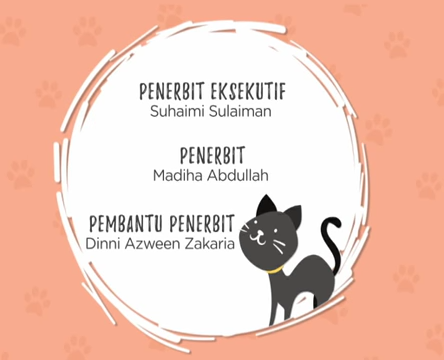 PENERBIT EKSEKUTIF
Suhaimi Sulaiman
PENERBIT
Madiha Abdullah
PEMBANTU PENERBIT
Dinni Azween Zakaria